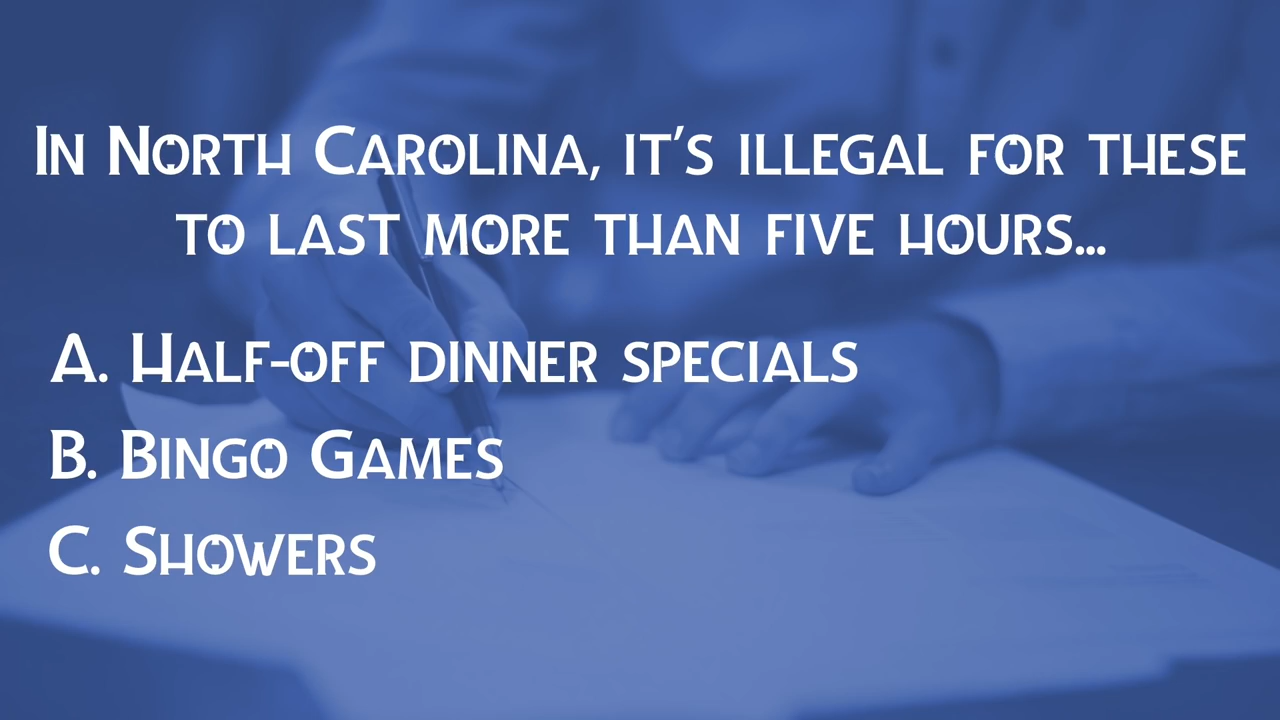 In North Carolina, it's illegal for these
to last more than five hours...
A. Half-off dinner specials
B. Bingo Games
C. Showers